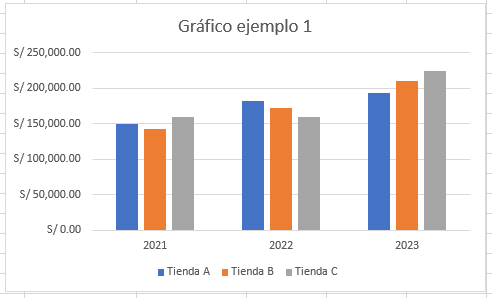 Gráfico ejemplo 1
S/ 250,000.00
S/ 200,000.00
S/ 150,000.00
S/ 100,000.00
S/ 50,000.00
S/ 0.00
2021 2022 2023
Tienda A Tienda B Tienda C